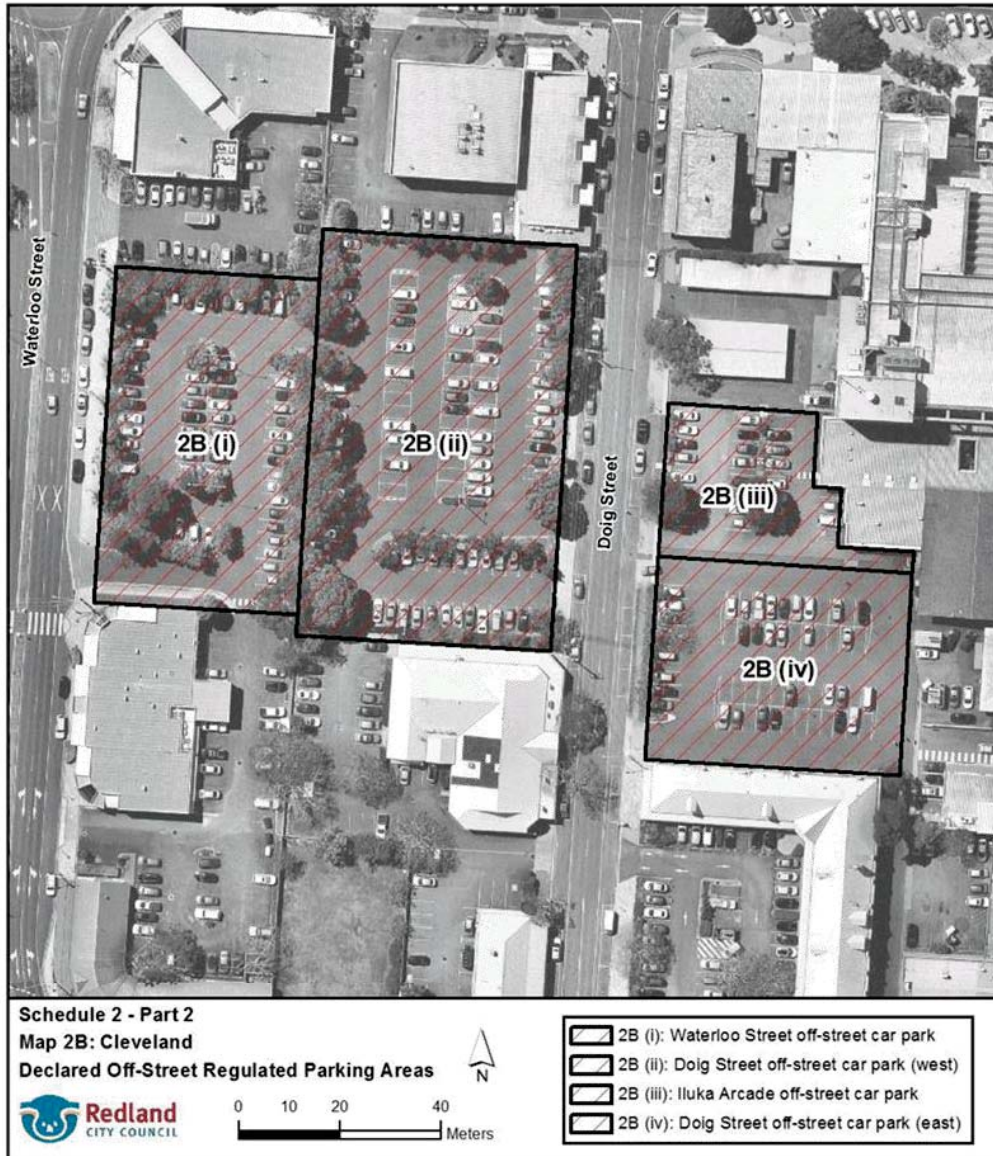 Waterloo Street
Doig Street
2B (i)
2B (ii)
2B (iii)
2B (iv)
Schedule 2 - Part 2
Map 2B: Cleveland
Declared Off-Street Regulated Parking Areas
N
Redland
CITY COUNCIL
0 10 20 40
Meters
2B (i): Waterloo Street off-street car park
2B (ii): Doig Street off-street car park (west)
2B (iii): Iluka Arcade off-street car park
2B (iv): Doig Street off-street car park (east)